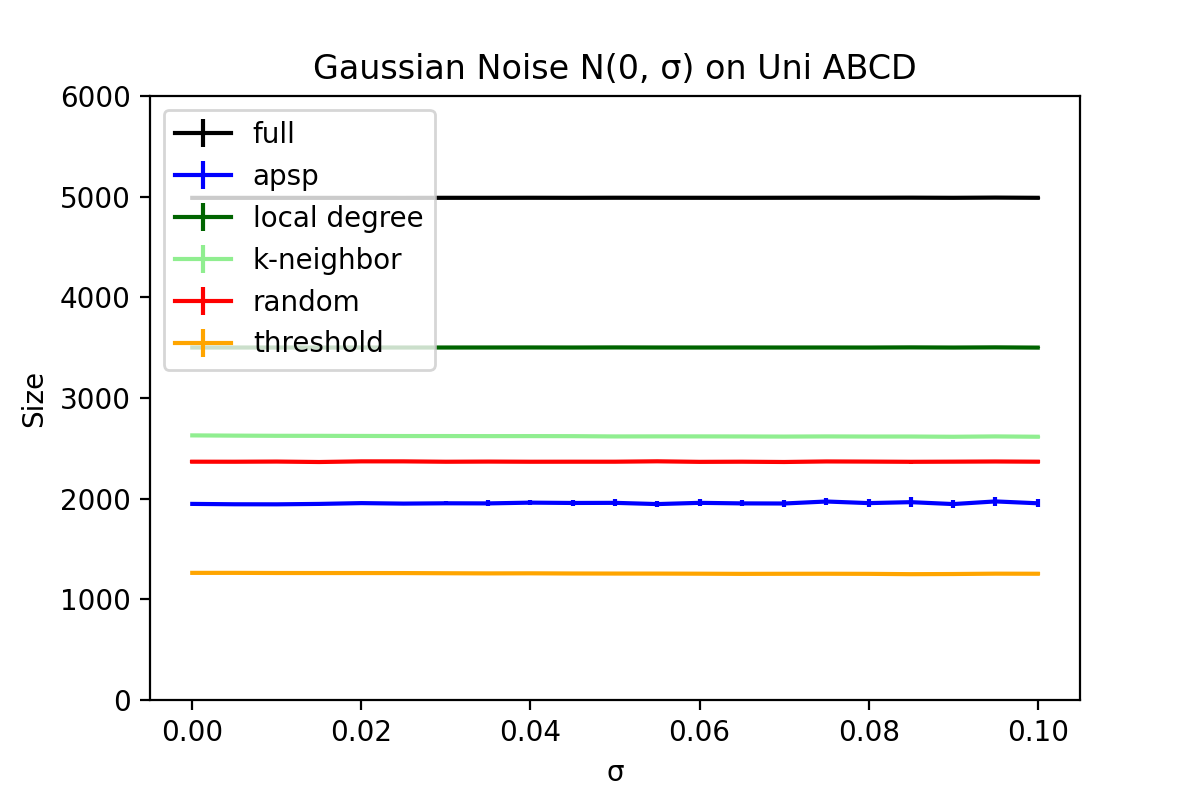 Gaussian Noise N(0, σ) on Uni ABCD
6000
5000
4000
3000
2000
1000
0
Size
full
apsp
local degree
k-neighbor
random
threshold
0.00 0.02 0.04 0.06 0.08 0.10
σ